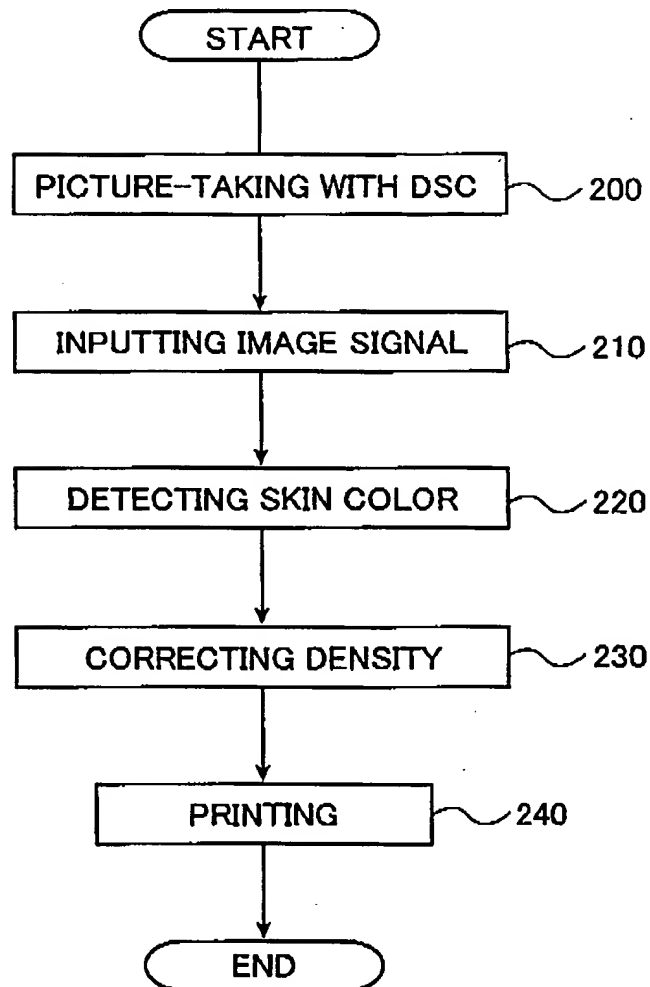 START
PICTURE-TAKING WITH DSC
200
INPUTTING IMAGE SIGNAL
210
DETECTING SKIN COLOR
220
CORRECTING DENSITY
230
PRINTING
240
END